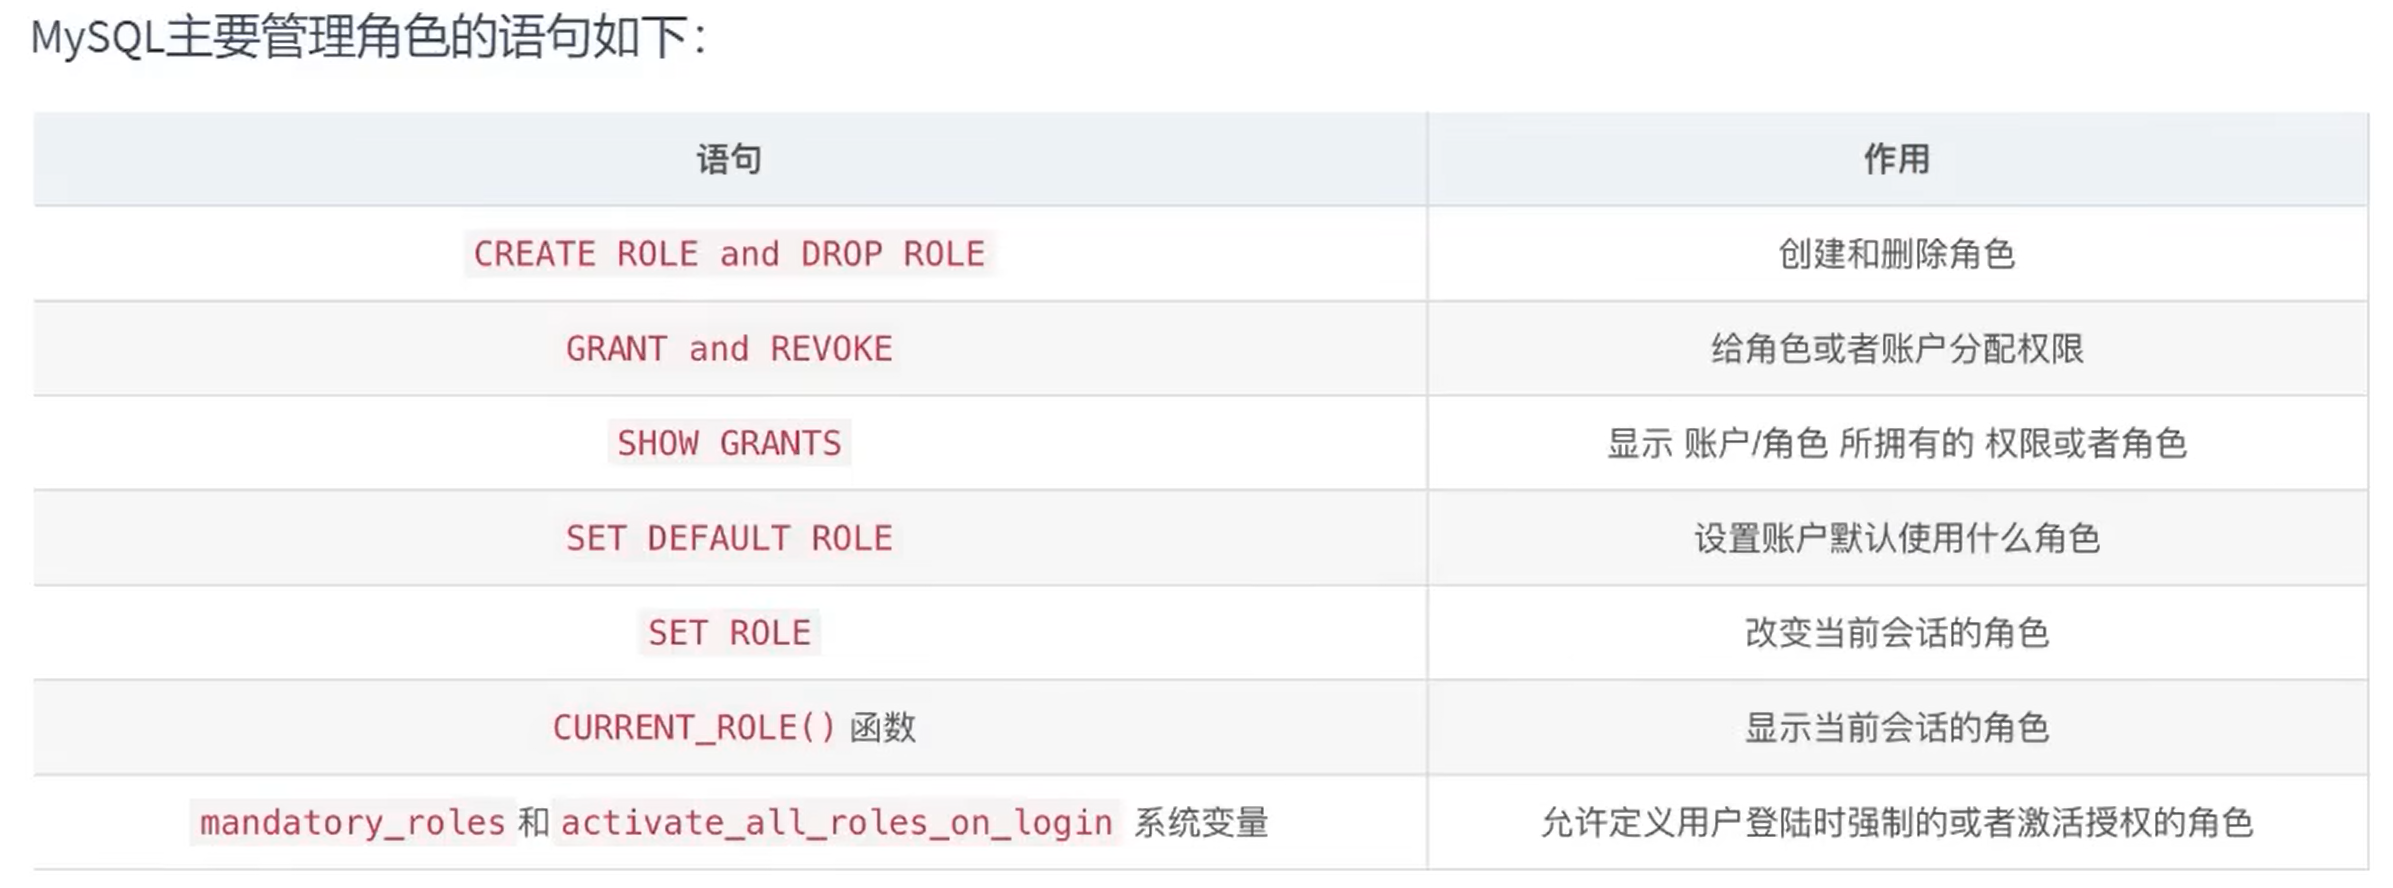 MySQL主要管理角色的语句如下：
语句 作用
CREATE ROLE and DROP ROLE 创建和删除角色
GRANT and REVOKE 给角色或者账户分配权限
SHOW GRANTS 显示 账户/角色 所拥有的 权限或者角色
SET DEFAULT ROLE 设置账户默认使用什么角色
SET ROLE 改变当前会话的角色
CURRENT_ROLE() 函数 显示当前会话的角色
mandatory_roles 和 activate_all_roles_on_login 系统变量 允许定义用户登陆时强制的或者激活授权的角色